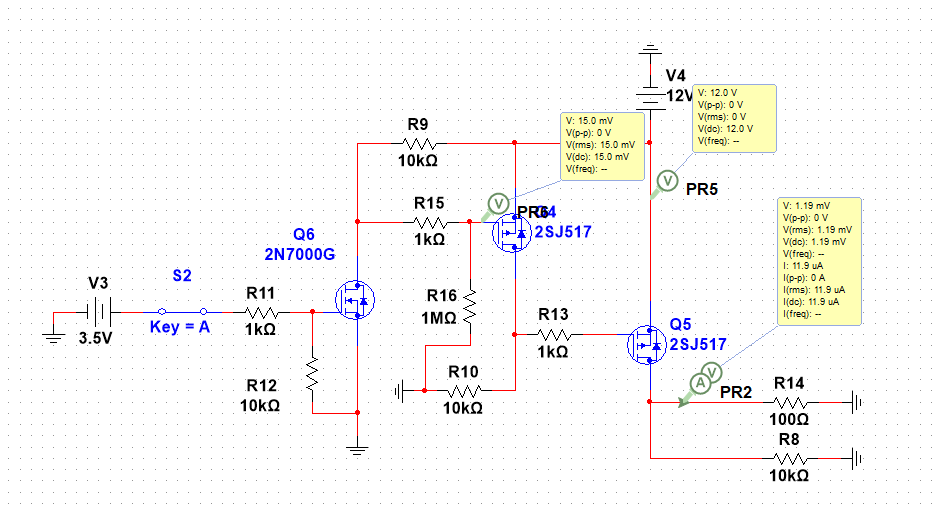 V4
12V
V: 12.0 V
V(p-p): 0 V
V(rms): 0 V
V(dc): 12.0 V
V(freq): --
V: 15.0 mV
V(p-p): 0 V
V(rms): 15.0 mV
V(dc): 15.0 mV
V(freq): --
R9
10kΩ
V
PR5
V
PR6
Q4
2SJ517
R15
1kΩ
V: 1.19 mV
V(p-p): 0 V
V(rms): 1.19 mV
V(dc): 1.19 mV
V(freq): --
I: 11.9 uA
I(p-p): 0 A
I(rms): 11.9 uA
I(dc): 11.9 uA
I(freq): --
Q6
2N7000G
V3
3.5V
S2
Key = A
R11
1kΩ
R16
1MΩ
R13
1kΩ
Q5
2SJ517
R12
10kΩ
R10
10kΩ
V
A
PR2
R14
100Ω
R8
10kΩ